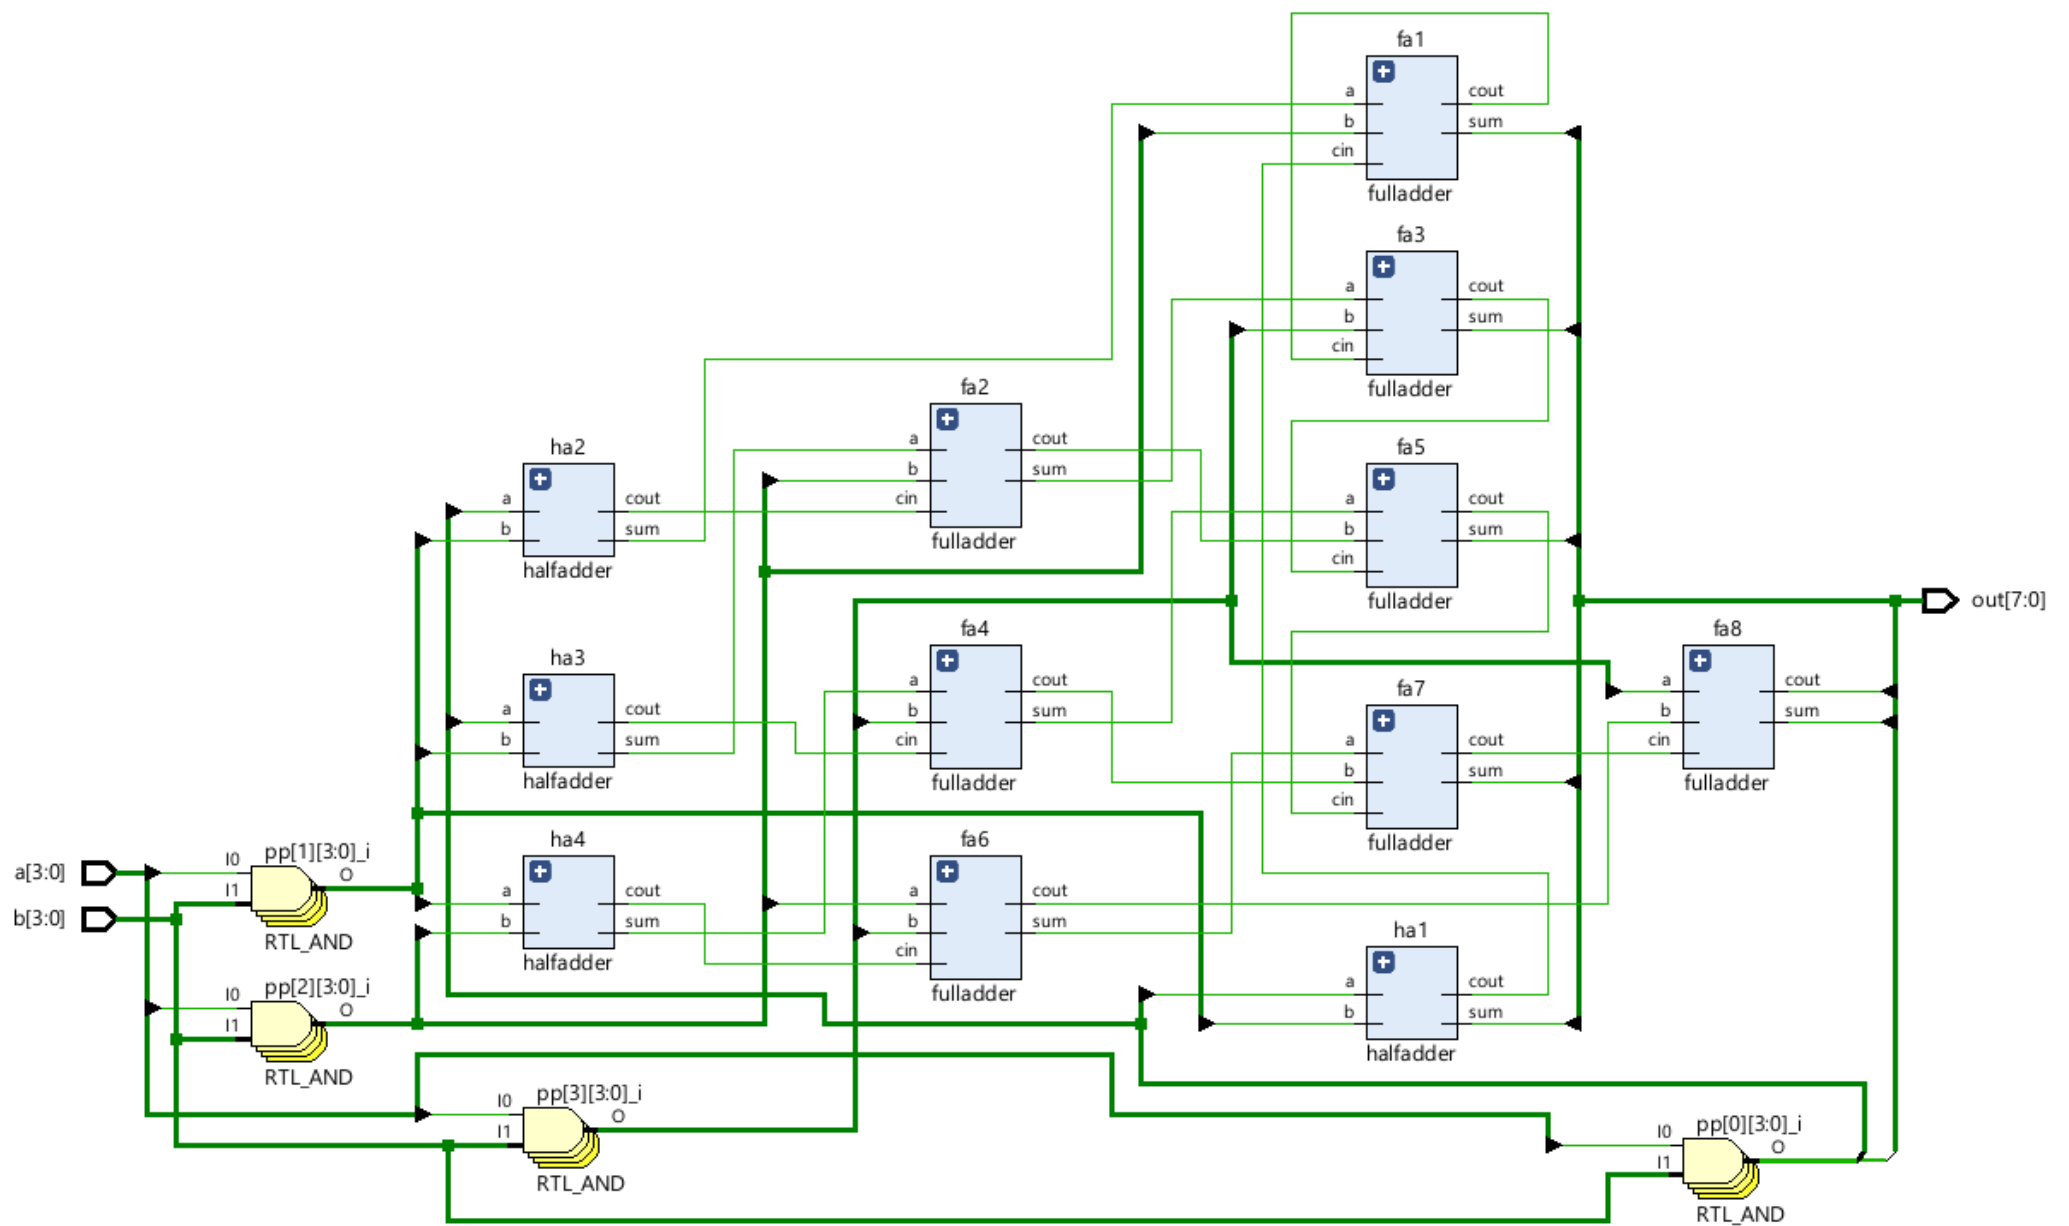 fa1
a
b
cin
cout
sum
fulladder
fa3
a
b
cin
cout
sum
fulladder
fa2
a
b
cin
cout
sum
fulladder
ha2
a
b
cout
sum
halfadder
fa5
a
b
cin
cout
sum
fulladder
out[7:0]
fa4
a
b
cin
cout
sum
fulladder
fa8
a
b
cin
cout
sum
fulladder
ha3
a
b
cout
sum
halfadder
fa7
a
b
cin
cout
sum
fulladder
ha4
a
b
cout
sum
halfadder
fa6
a
b
cin
cout
sum
fulladder
a[3:0]
b[3:0]
pp[1][3:0]_i
I0
I1
O
RTL_AND
ha1
a
b
cout
sum
halfadder
pp[2][3:0]_i
I0
I1
O
RTL_AND
pp[3][3:0]_i
I0
I1
O
RTL_AND
pp[0][3:0]_i
I0
I1
O
RTL_AND